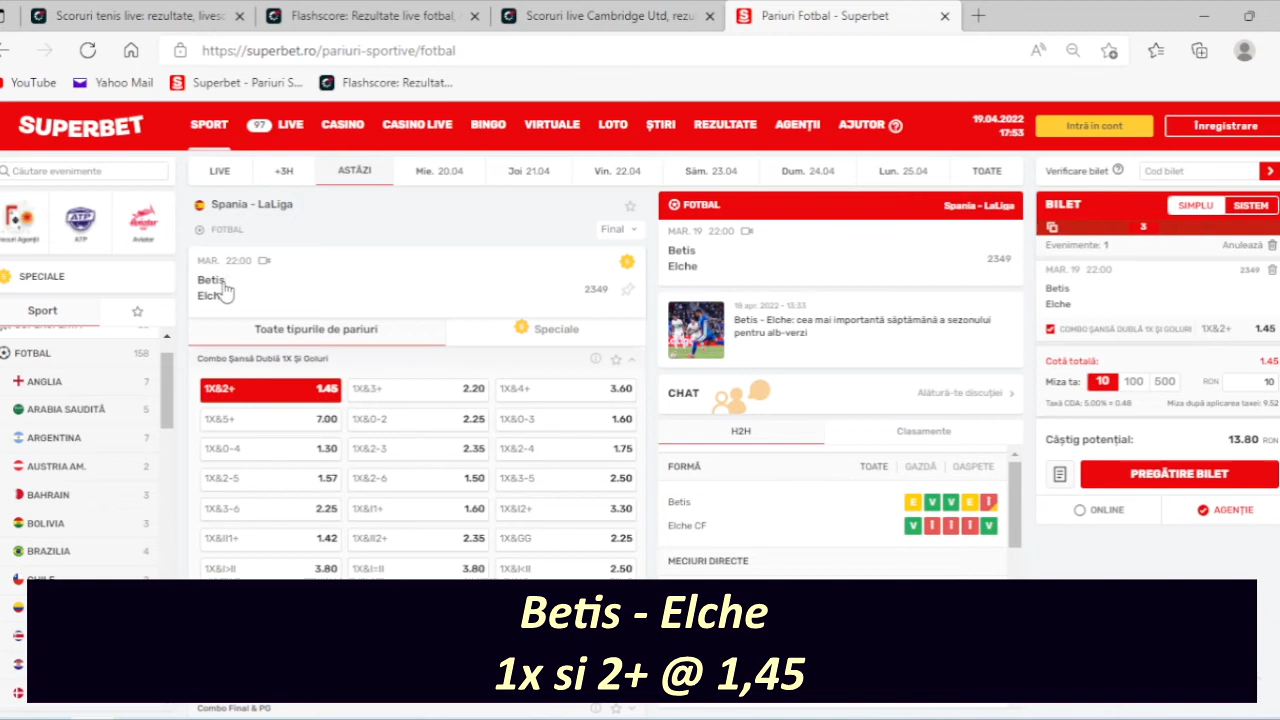 Scoruri tenis live: rezultate, lives
Flashscore: Rezultate live fotbal,
Scoruri live Cambridge Utd, rezu
Pariuri Fotbal - Superbet
https://superbet.ro/pariuri-sportive/fotbal
YouTube
Yahoo Mail
Superbet - Pariuri S...
Flashscore: Rezultat...
SUPERBET
SPORT
97 LIVE
CASINO
CASINO LIVE
BINGO
VIRTUALE
LOTO
ȘTIRI
REZULTATE
AGENȚII
AJUTOR
19.04.2022
17:53
Intră în cont
Înregistrare
Căutare evenimente
ATP
Aviator
SPECIALE
Sport
FOTBAL 158
ANGLIA 7
ARABIA SAUDITĂ 5
ARGENTINA 7
AUSTRIA AM. 2
BAHRAIN 3
BOLIVIA 3
BRAZILIA 4
LIVE
+3H
ASTĂZI
Mie. 20.04
Joi 21.04
Vin. 22.04
Sâm. 23.04
Dum. 24.04
Lun. 25.04
TOATE
Spania - LaLiga
FOTBAL
Final
MAR. 22:00
Betis
Elche
2349
Toate tipurile de pariuri
Speciale
Combo Șansă Dublă 1X Și Goluri
1X&2+ 1.45 1X&3+ 2.20 1X&4+ 3.60
1X&5+ 7.00 1X&0-2 2.25 1X&0-3 1.60
1X&0-4 1.30 1X&2-3 2.35 1X&2-4 1.75
1X&2-5 1.57 1X&2-6 1.50 1X&3-5 2.50
1X&3-6 2.25 1X&I1+ 1.60 1X&I2+ 3.30
1X&II1+ 1.42 1X&II2+ 2.35 1X&GG 2.25
1X&I>II 3.80 1X&I=II 3.80 1X&I<II 2.50
Combo Final & PG
FOTBAL
Spania - LaLiga
MAR. 19 22:00
Betis
Elche
2349
18 apr. 2022 - 13:33
Betis - Elche: cea mai importantă săptămână a sezonului
pentru alb-verzi
CHAT
Alătură-te discuției
H2H
Clasamente
FORMĂ
TOATE | GAZDĂ | OASPETE
Betis E V V E Î
Elche CF V Î Î Î V
MECIURI DIRECTE
Verificare bilet
Cod bilet
BILET
SIMPLU
SISTEM
3
Evenimente: 1
Anulează
MAR. 19 22:00
2349
Betis
Elche
COMBO ȘANSĂ DUBLĂ 1X ȘI GOLURI 1X&2+ 1.45
Cotă totală: 1.45
Miza ta: 10 100 500 RON 10
Taxă CDA: 5.00% = 0.48 Miza după aplicarea taxei: 9.52
Câștig potențial: 13.80 RON
PREGĂTIRE BILET
ONLINE
AGENȚIE
Betis - Elche
1x si 2+ @ 1,45